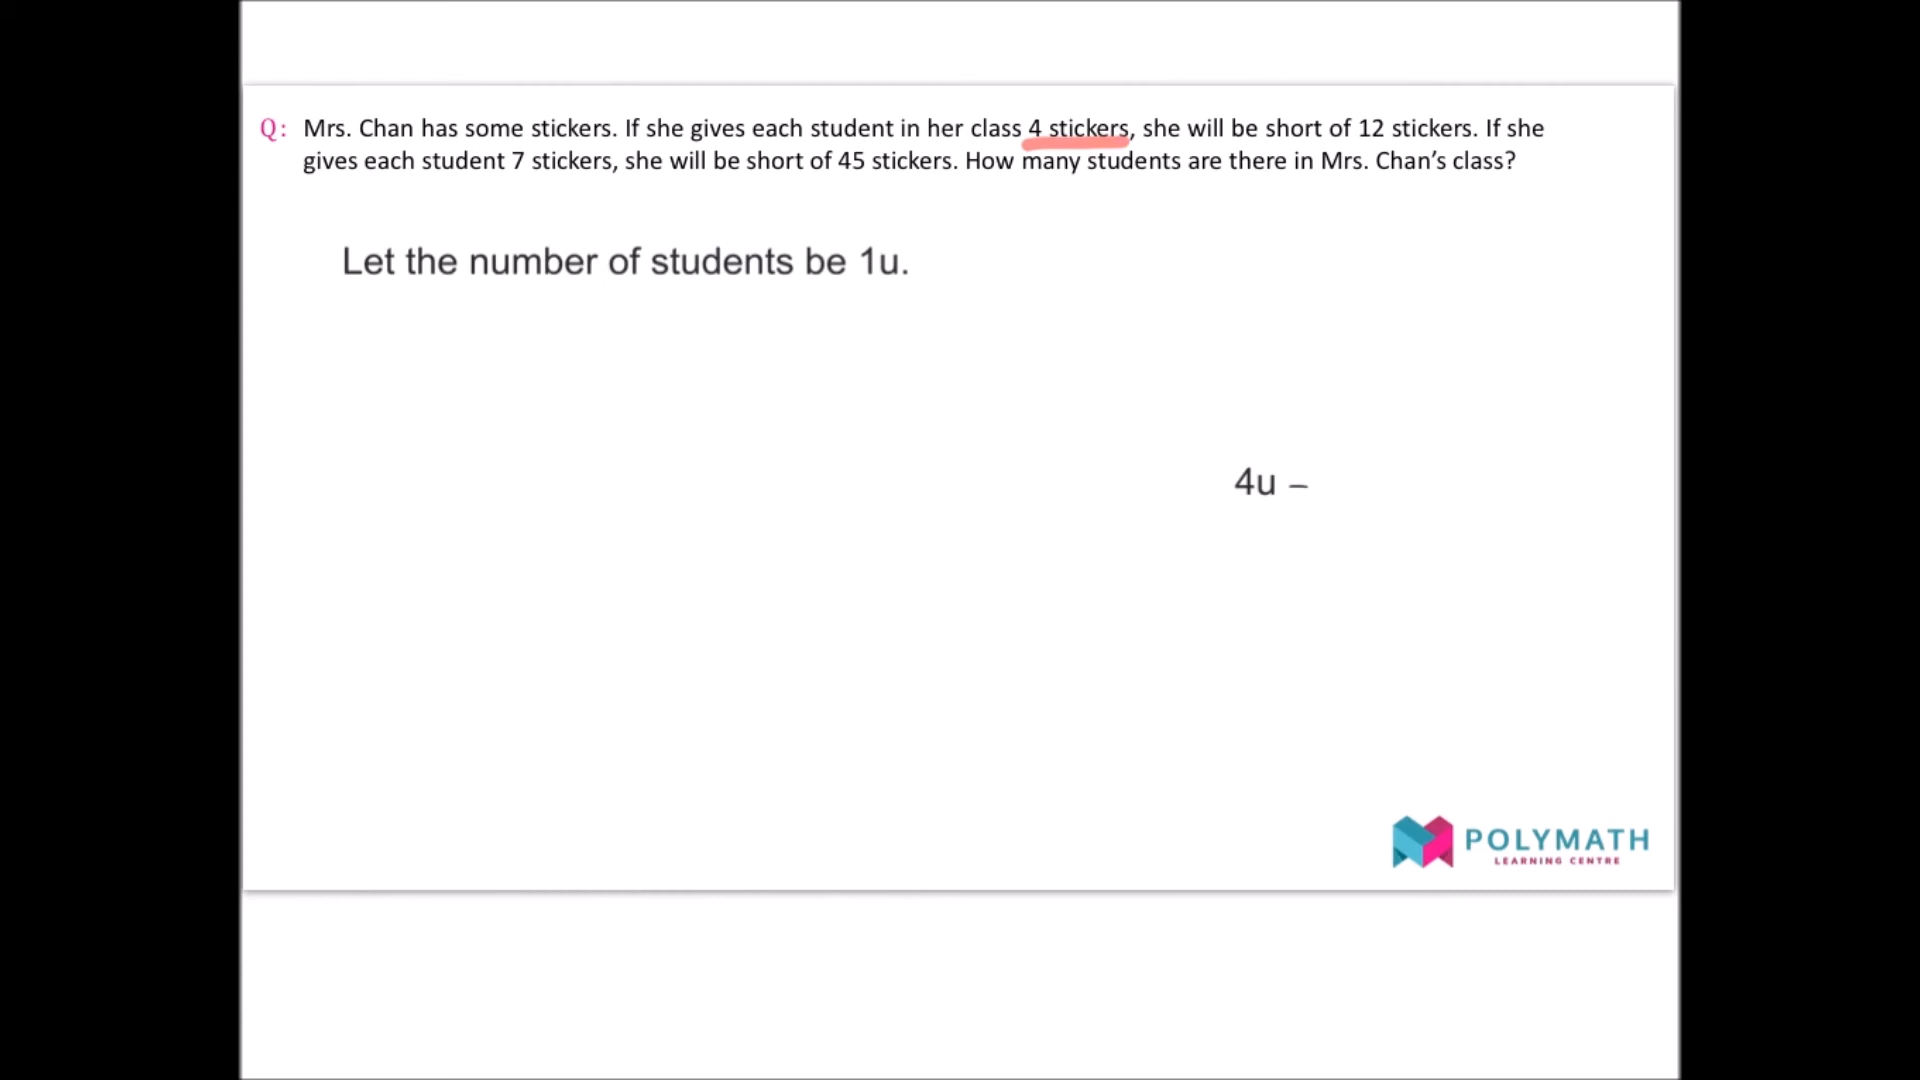 Q: Mrs. Chan has some stickers. If she gives each student in her class 4 stickers, she will be short of 12 stickers. If she
gives each student 7 stickers, she will be short of 45 stickers. How many students are there in Mrs. Chan’s class?
Let the number of students be 1u.
4u –
POLYMATH
LEARNING CENTRE